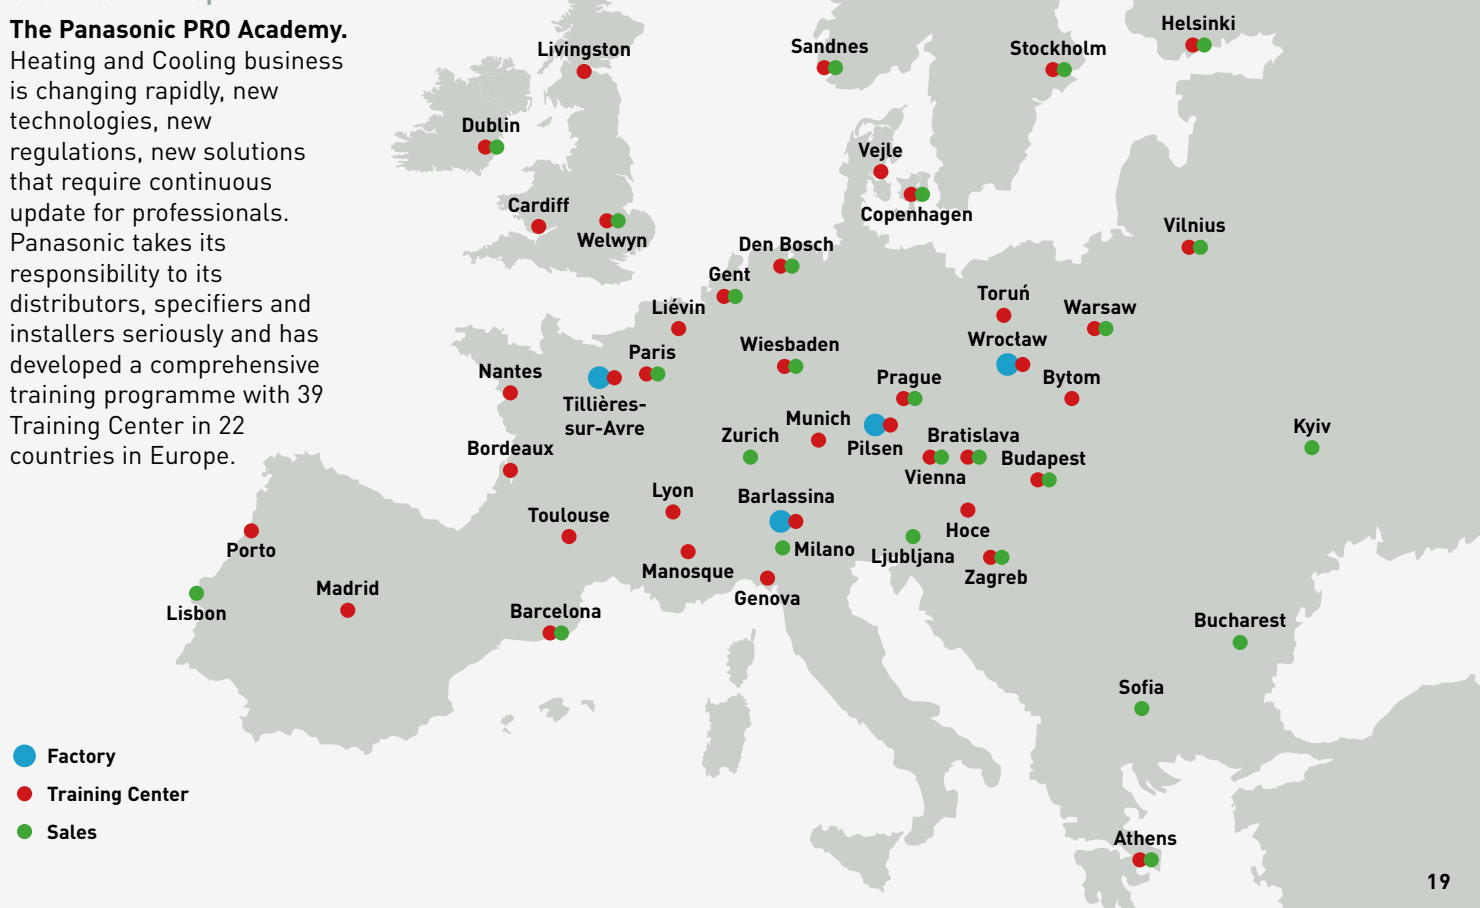 The Panasonic PRO Academy.
Heating and Cooling business
is changing rapidly, new
technologies, new
regulations, new solutions
that require continuous
update for professionals.
Panasonic takes its
responsibility to its
distributors, specifiers and
installers seriously and has
developed a comprehensive
training programme with 39
Training Center in 22
countries in Europe.
Helsinki
Livingston
Sandnes
Stockholm
Dublin
Vejle
Cardiff
Copenhagen
Vilnius
Welwyn
Den Bosch
Gent
Toruń
Liévin
Warsaw
Wrocław
Wiesbaden
Paris
Nantes
Prague
Bytom
Tillières-
sur-Avre
Munich
Kyiv
Zurich
Bratislava
Bordeaux
Pilsen
Budapest
Vienna
Lyon
Barlassina
Toulouse
Hoce
Porto
Milano
Ljubljana
Manosque
Zagreb
Madrid
Genova
Lisbon
Barcelona
Bucharest
Sofia
Factory
Training Center
Sales
Athens
19